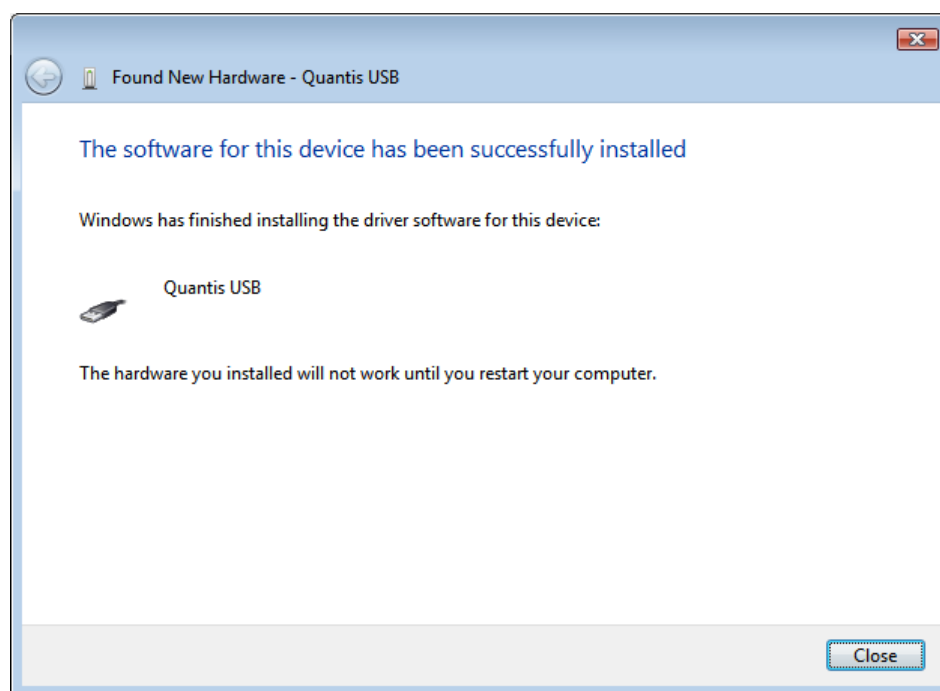 Found New Hardware - Quantis USB
The software for this device has been successfully installed
Windows has finished installing the driver software for this device:
Quantis USB
The hardware you installed will not work until you restart your computer.
Close